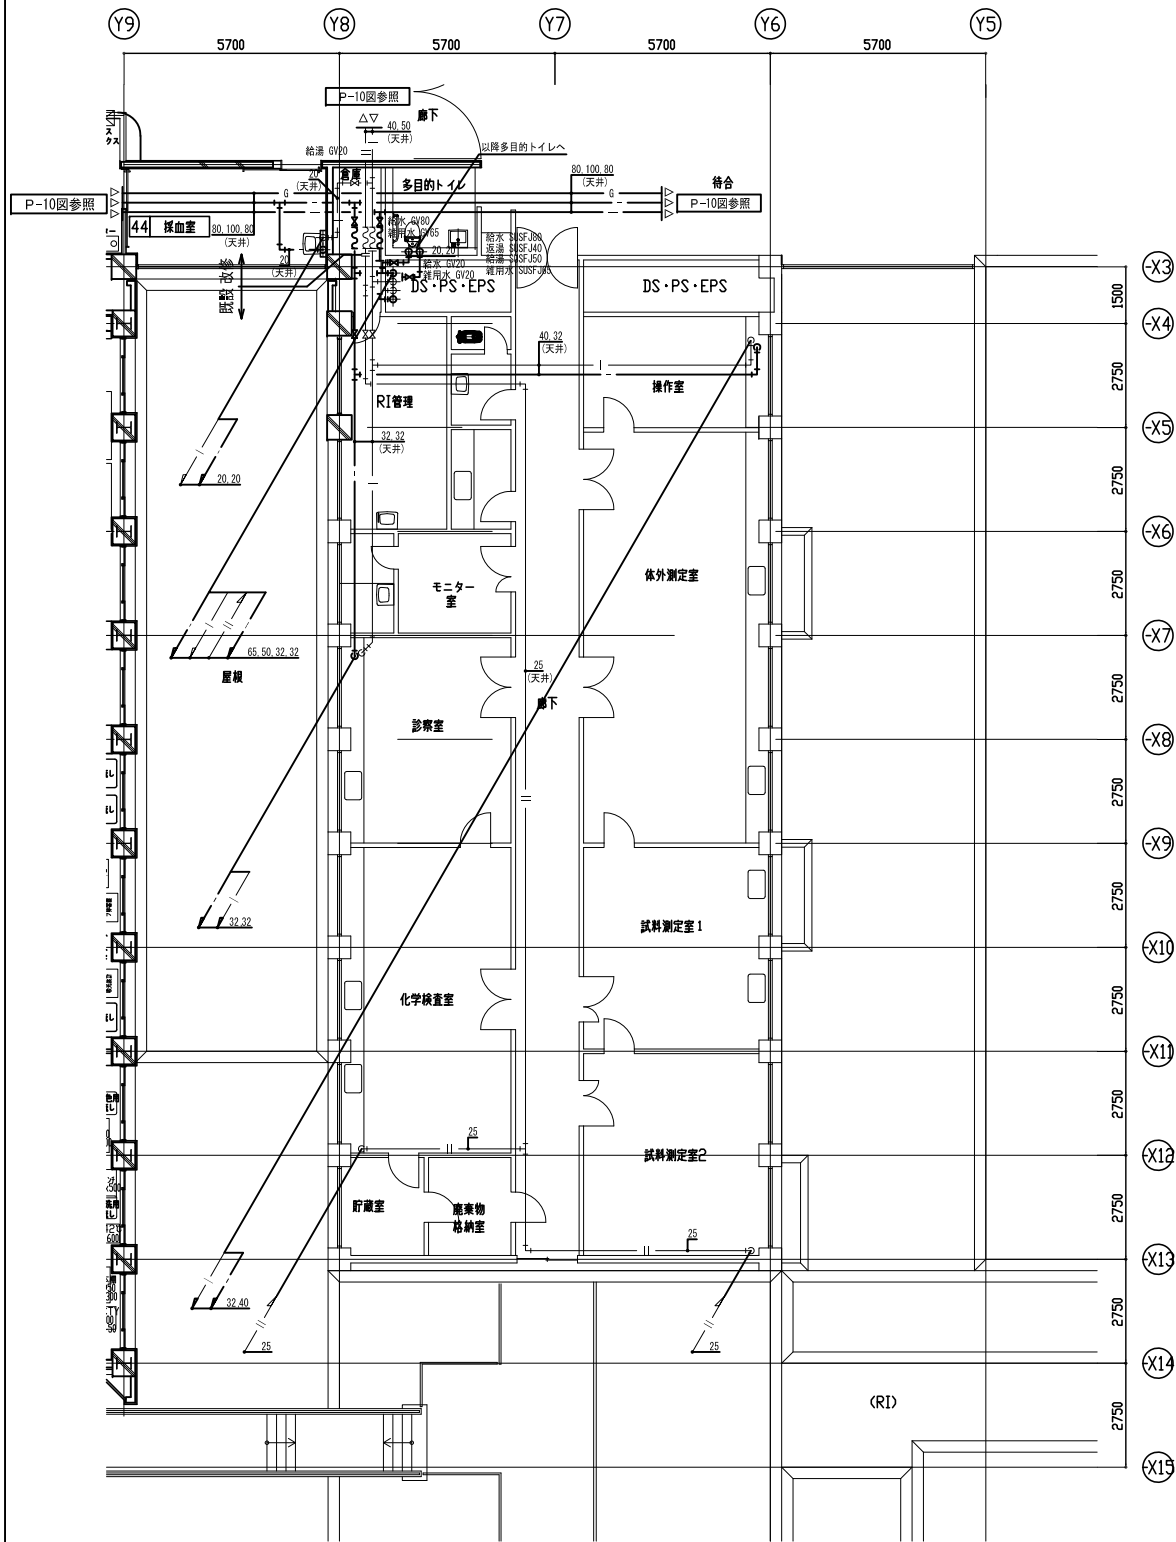 Y9
Y8
Y7
Y6
Y5
5700
5700
5700
5700
P-10図参照
廊下
40,50
(天井)
給湯 GV20
以降多目的トイレへ
20
(天井)
倉庫
多目的トイレ
80,100,80
(天井)
待合
P-10図参照
G
G
P-10図参照
44
採血室
80,100,80
(天井)
給水 GV80
雑用水 GV65
給水 SUSFJ80
返湯 SUSFJ40
給湯 SUSFJ50
雑用水 SUSFJ65
20,20
20
(天井)
給水 GV20
雑用水 GV20
既設
改修
DS・PS・EPS
DS・PS・EPS
-X3
1500
-X4
40,32
(天井)
2750
操作室
RI管理
-X5
32,32
(天井)
20,20
2750
-X6
体外測定室
モニター
室
2750
-X7
65,50,32,32
屋根
25
(天井)
廊下
2750
診察室
-X8
2750
-X9
32,32
試料測定室1
2750
-X10
化学検査室
2750
-X11
2750
25
試料測定室2
-X12
貯蔵室
廃棄物
格納室
2750
25
-X13
32,40
2750
25
25
-X14
(RI)
2750
-X15